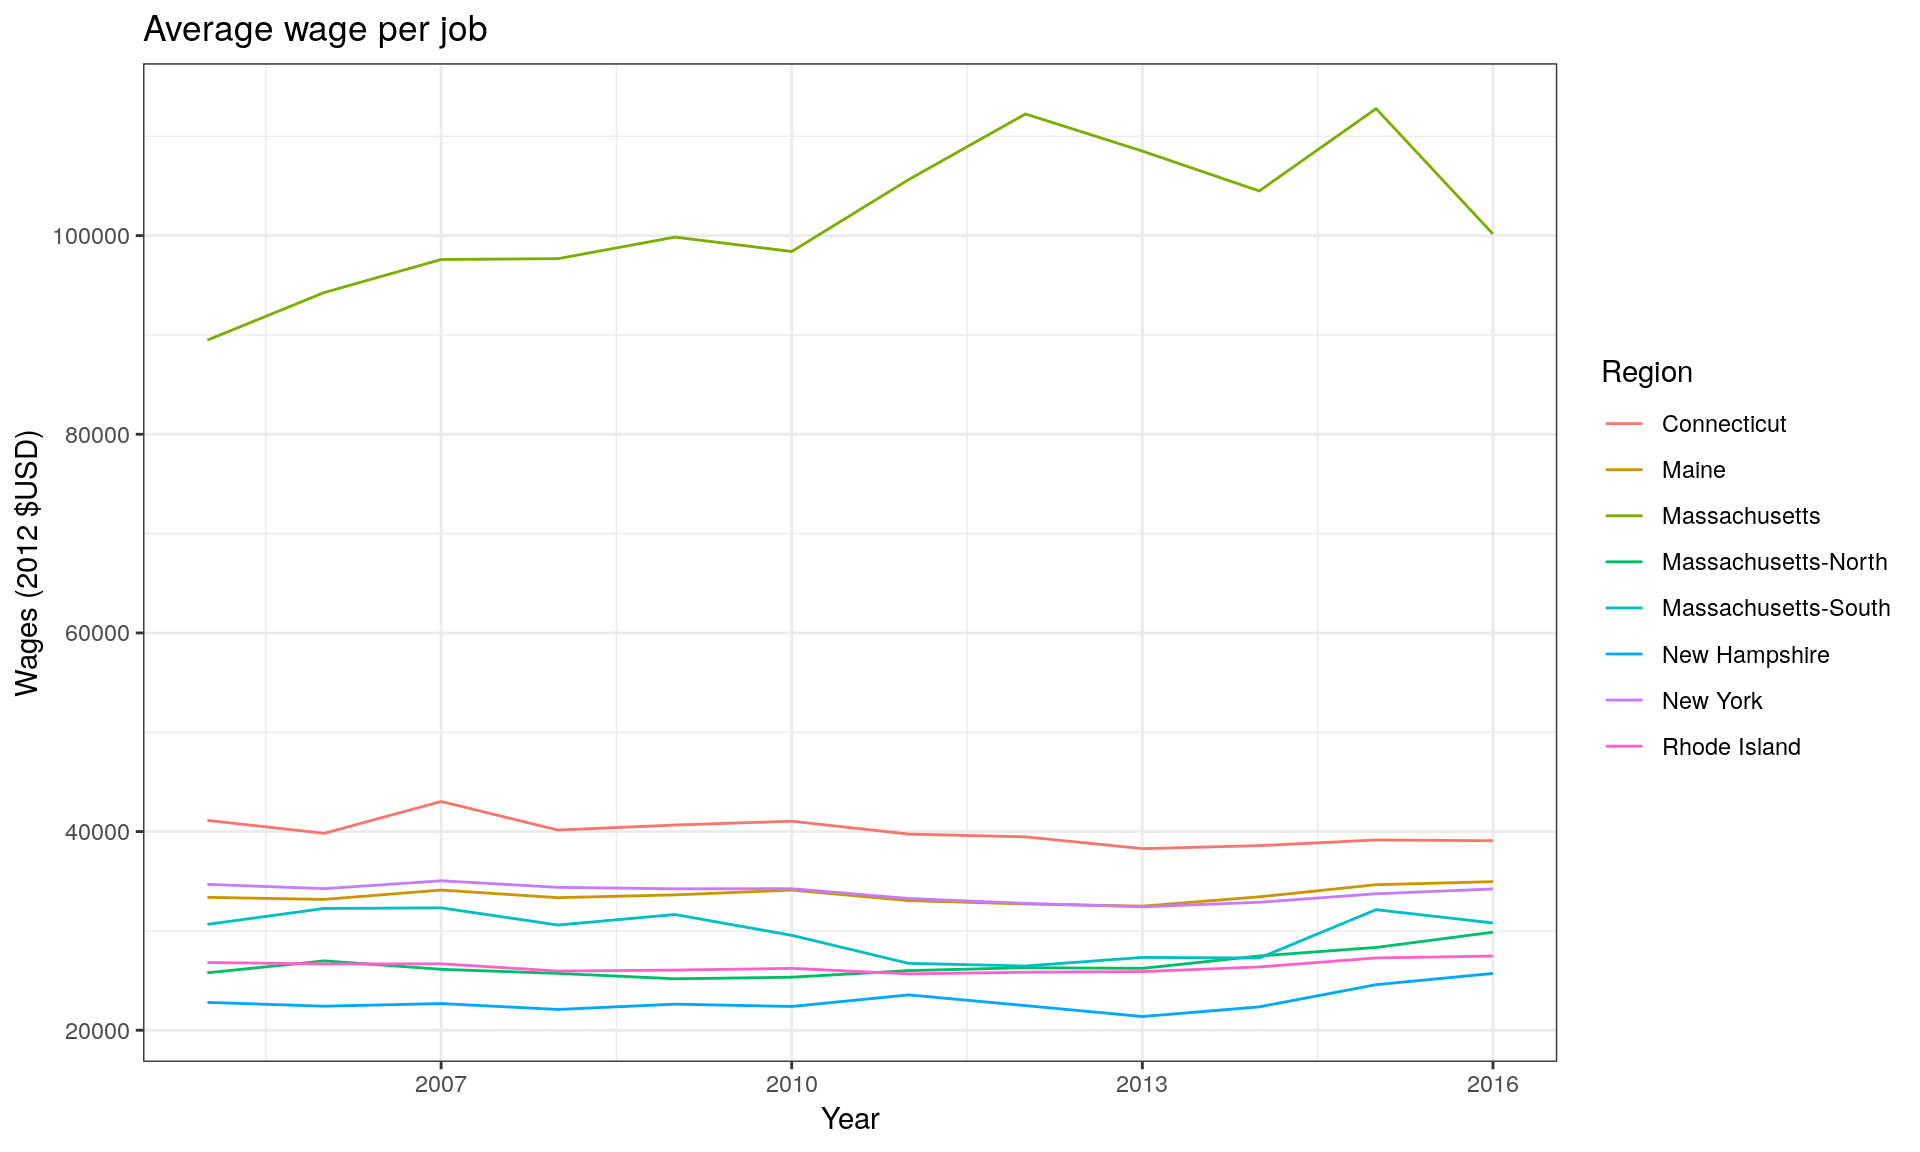 Average wage per job
Wages (2012 $USD)
100000
80000
60000
40000
20000
2007
2010
2013
2016
Year
Region
Connecticut
Maine
Massachusetts
Massachusetts-North
Massachusetts-South
New Hampshire
New York
Rhode Island